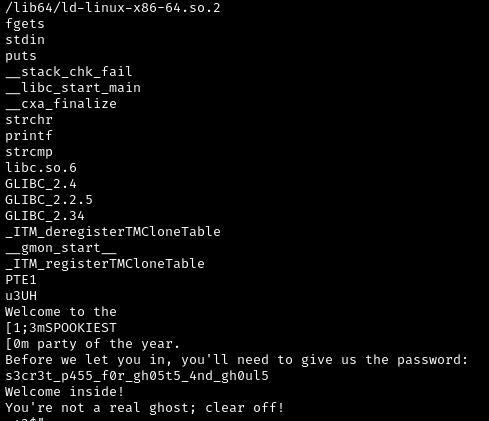 /lib64/ld-linux-x86-64.so.2
fgets
stdin
puts
__stack_chk_fail
__libc_start_main
__cxa_finalize
strchr
printf
strcmp
libc.so.6
GLIBC_2.4
GLIBC_2.2.5
GLIBC_2.34
_ITM_deregisterTMCloneTable
__gmon_start__
_ITM_registerTMCloneTable
PTE1
u3UH
Welcome to the
[1;3mSPOOKIEST
[0m party of the year.
Before we let you in, you'll need to give us the password:
s3cr3t_p455_f0r_gh05t5_4nd_gh0ul5
Welcome inside!
You're not a real ghost; clear off!